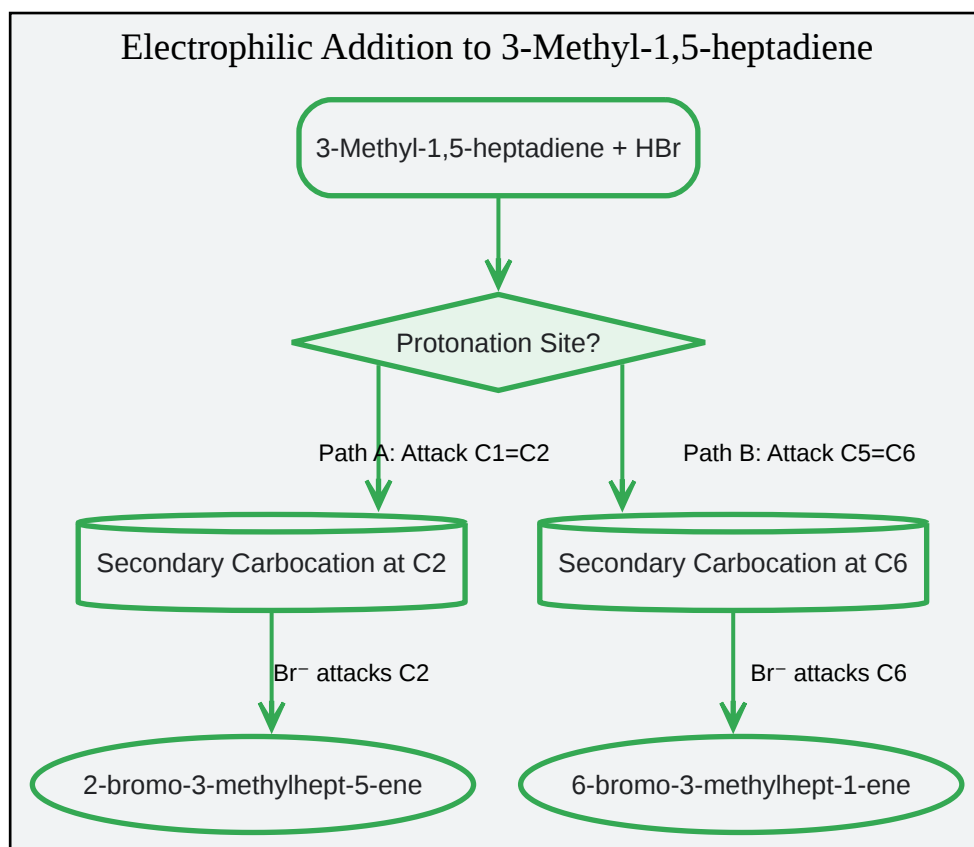 Electrophilic Addition to 3-Methyl-1,5-heptadiene
3-Methyl-1,5-heptadiene + HBr
Protonation Site?
Path A: Attack C1=C2
Path B: Attack C5=C6
Secondary Carbocation at C2
Secondary Carbocation at C6
Br⁻ attacks C2
Br⁻ attacks C6
2-bromo-3-methylhept-5-ene
6-bromo-3-methylhept-1-ene